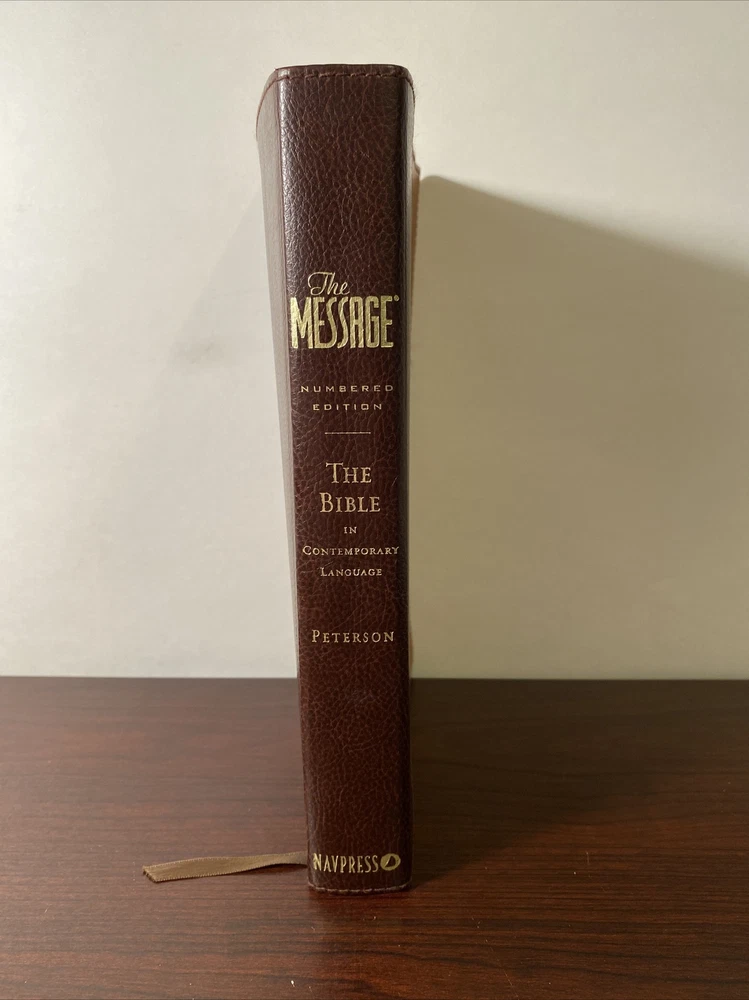 The
MESSAGE®
NUMBERED
EDITION
THE
BIBLE
IN
CONTEMPORARY
LANGUAGE
PETERSON
NAVPRESS